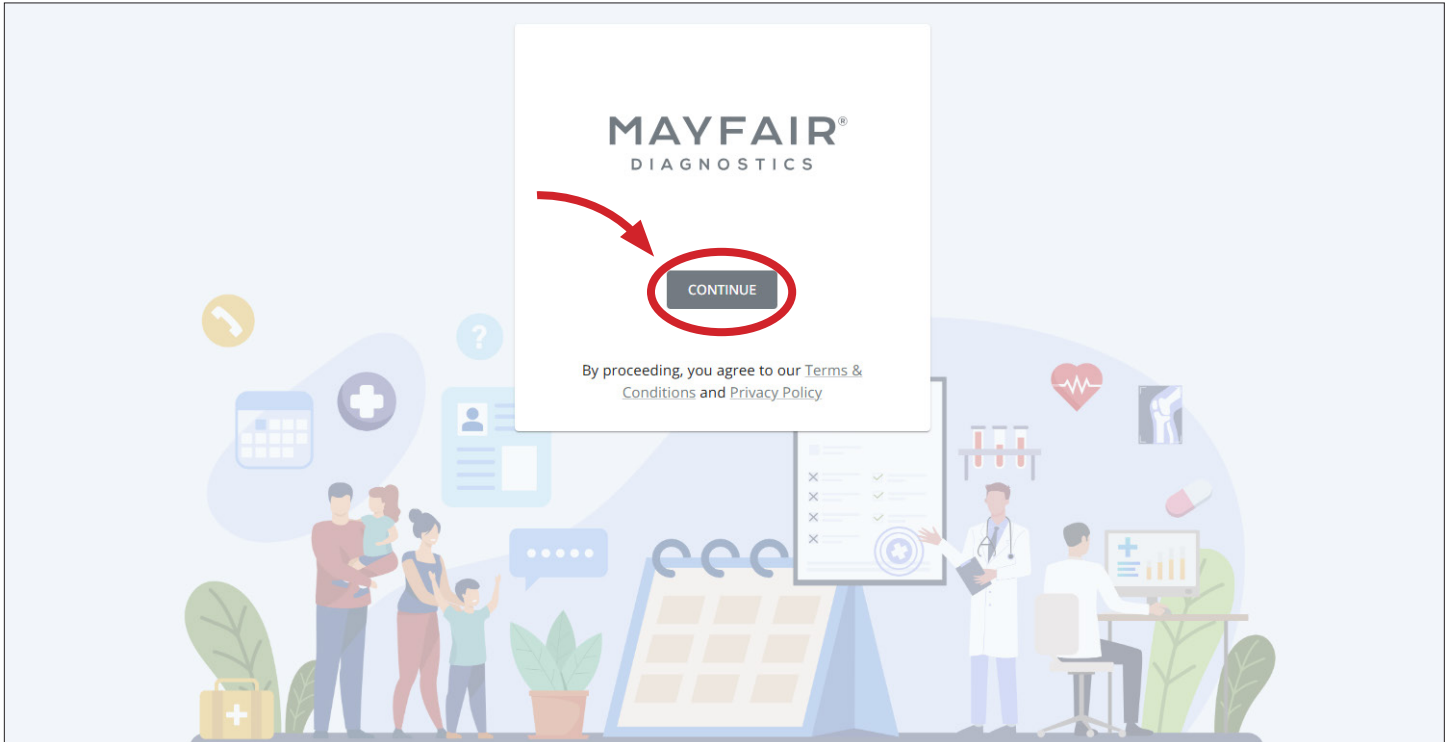 MAYFAIR®
DIAGNOSTICS
CONTINUE
By proceeding, you agree to our Terms &
Conditions and Privacy Policy
?